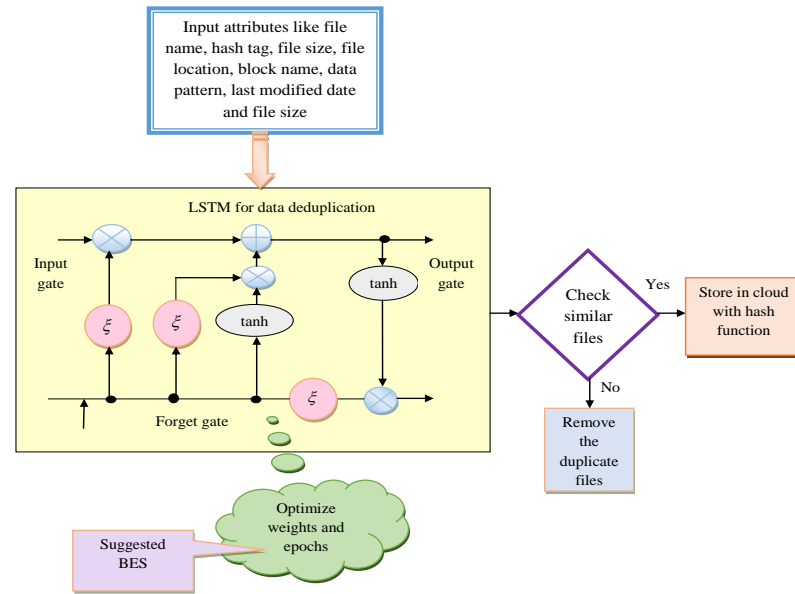 Input attributes like file
name, hash tag, file size, file
location, block name, data
pattern, last modified date
and file size
LSTM for data deduplication
Input
gate
Output
gate
tanh
ξ
ξ
tanh
ξ
Forget gate
Check
similar
files
Yes
Store in cloud
with hash
function
No
Remove
the
duplicate
files
Optimize
weights and
epochs
Suggested
BES